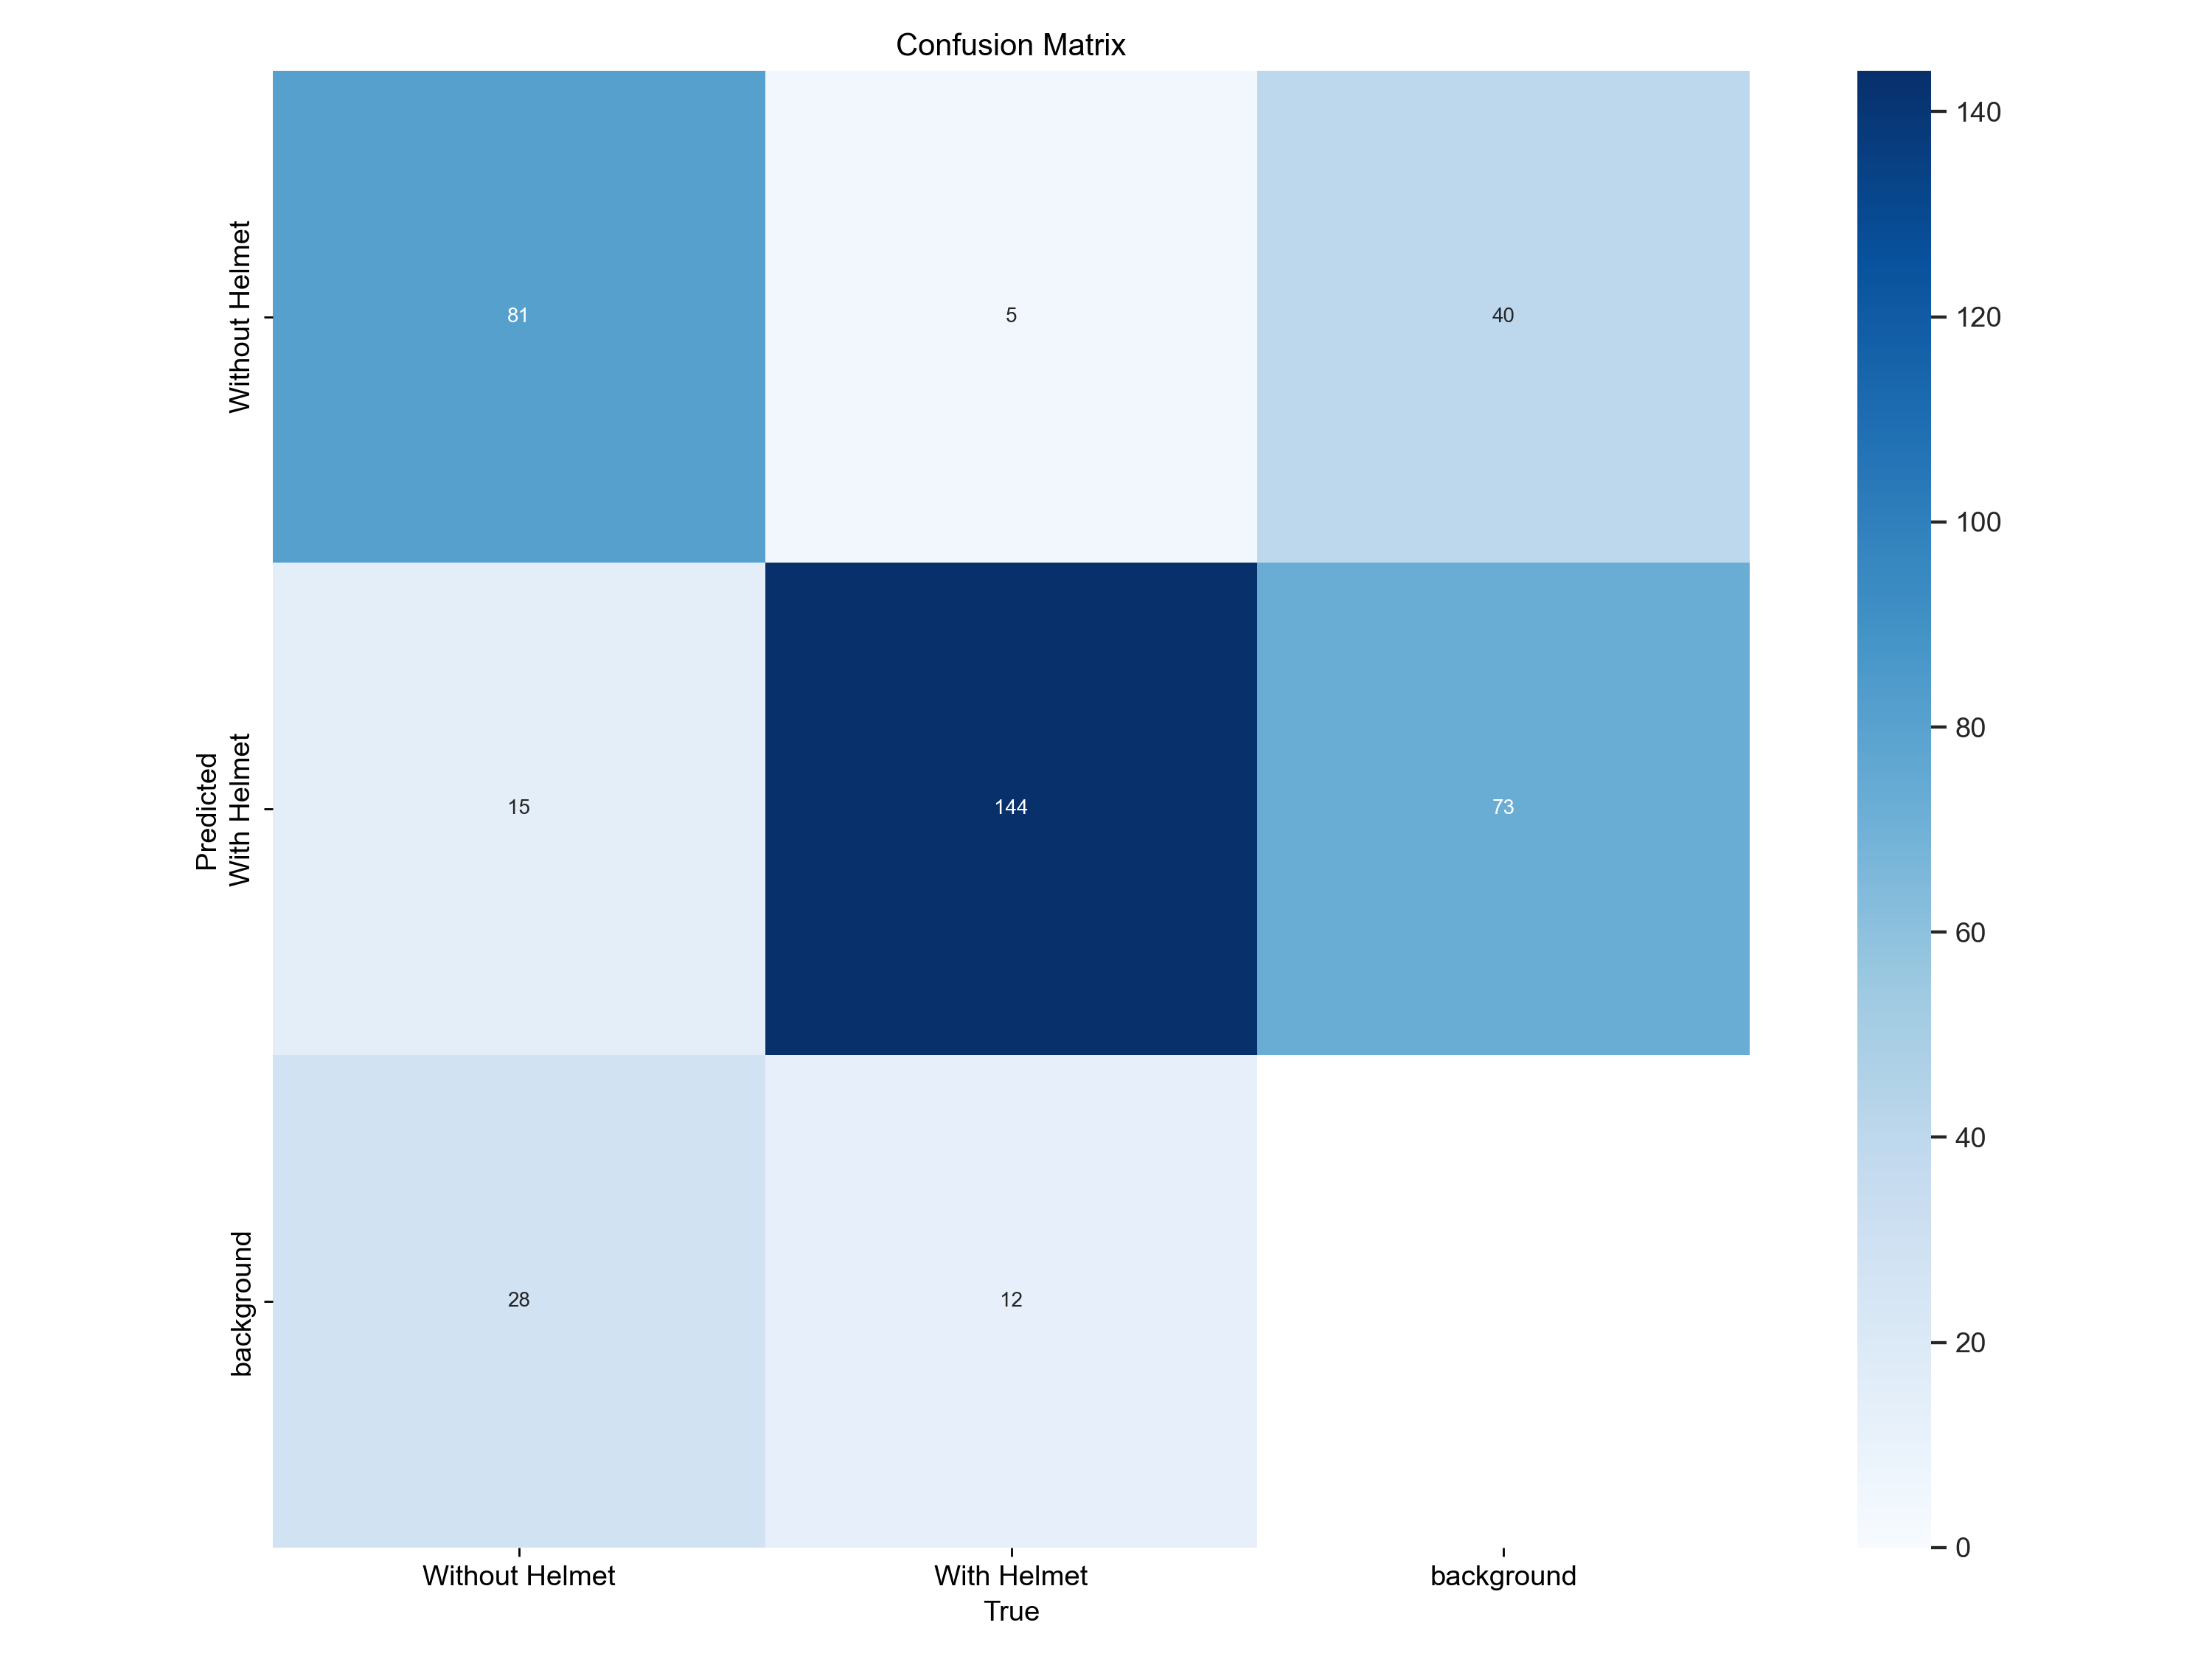 Confusion Matrix
Without Helmet
81
5
40
Predicted
With Helmet
15
144
73
background
28
12
Without Helmet
With Helmet
background
True
140
120
100
80
60
40
20
0